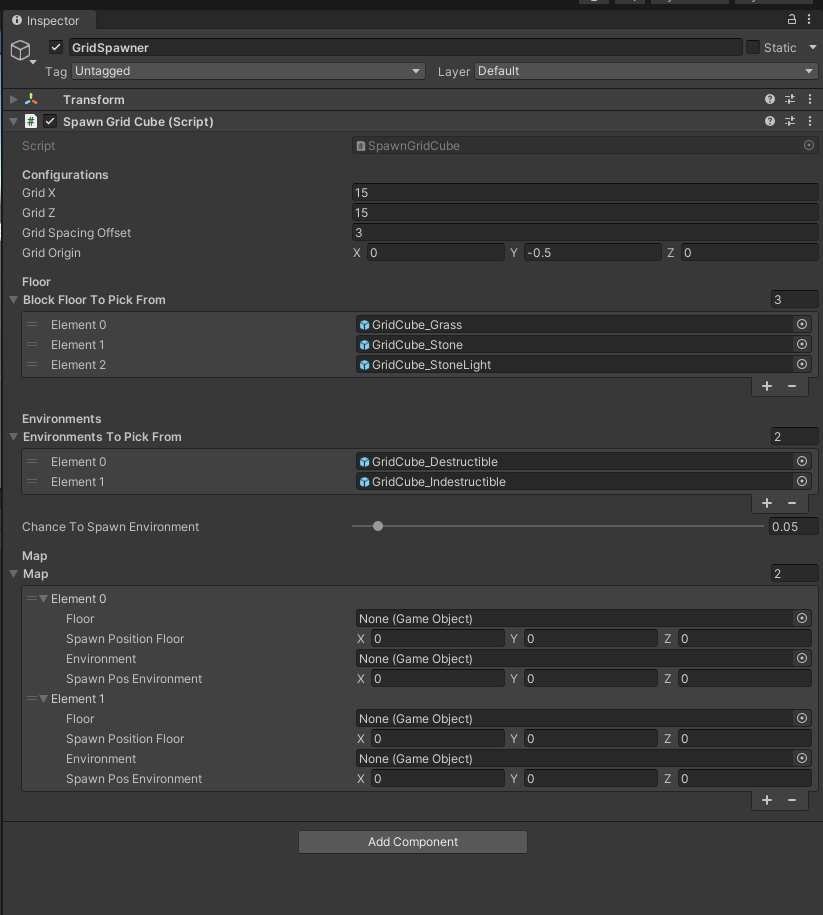 Inspector
GridSpawner
Static
Tag Untagged Layer Default
Transform
# Spawn Grid Cube (Script)
Script SpawnGridCube
Configurations
Grid X 15
Grid Z 15
Grid Spacing Offset 3
Grid Origin X 0 Y -0.5 Z 0
Floor
Block Floor To Pick From 3
Element 0 GridCube_Grass
Element 1 GridCube_Stone
Element 2 GridCube_StoneLight
+ −
Environments
Environments To Pick From 2
Element 0 GridCube_Destructible
Element 1 GridCube_Indestructible
+ −
Chance To Spawn Environment 0.05
Map
Map 2
Element 0
Floor None (Game Object)
Spawn Position Floor X 0 Y 0 Z 0
Environment None (Game Object)
Spawn Pos Environment X 0 Y 0 Z 0
Element 1
Floor None (Game Object)
Spawn Position Floor X 0 Y 0 Z 0
Environment None (Game Object)
Spawn Pos Environment X 0 Y 0 Z 0
+ −
Add Component